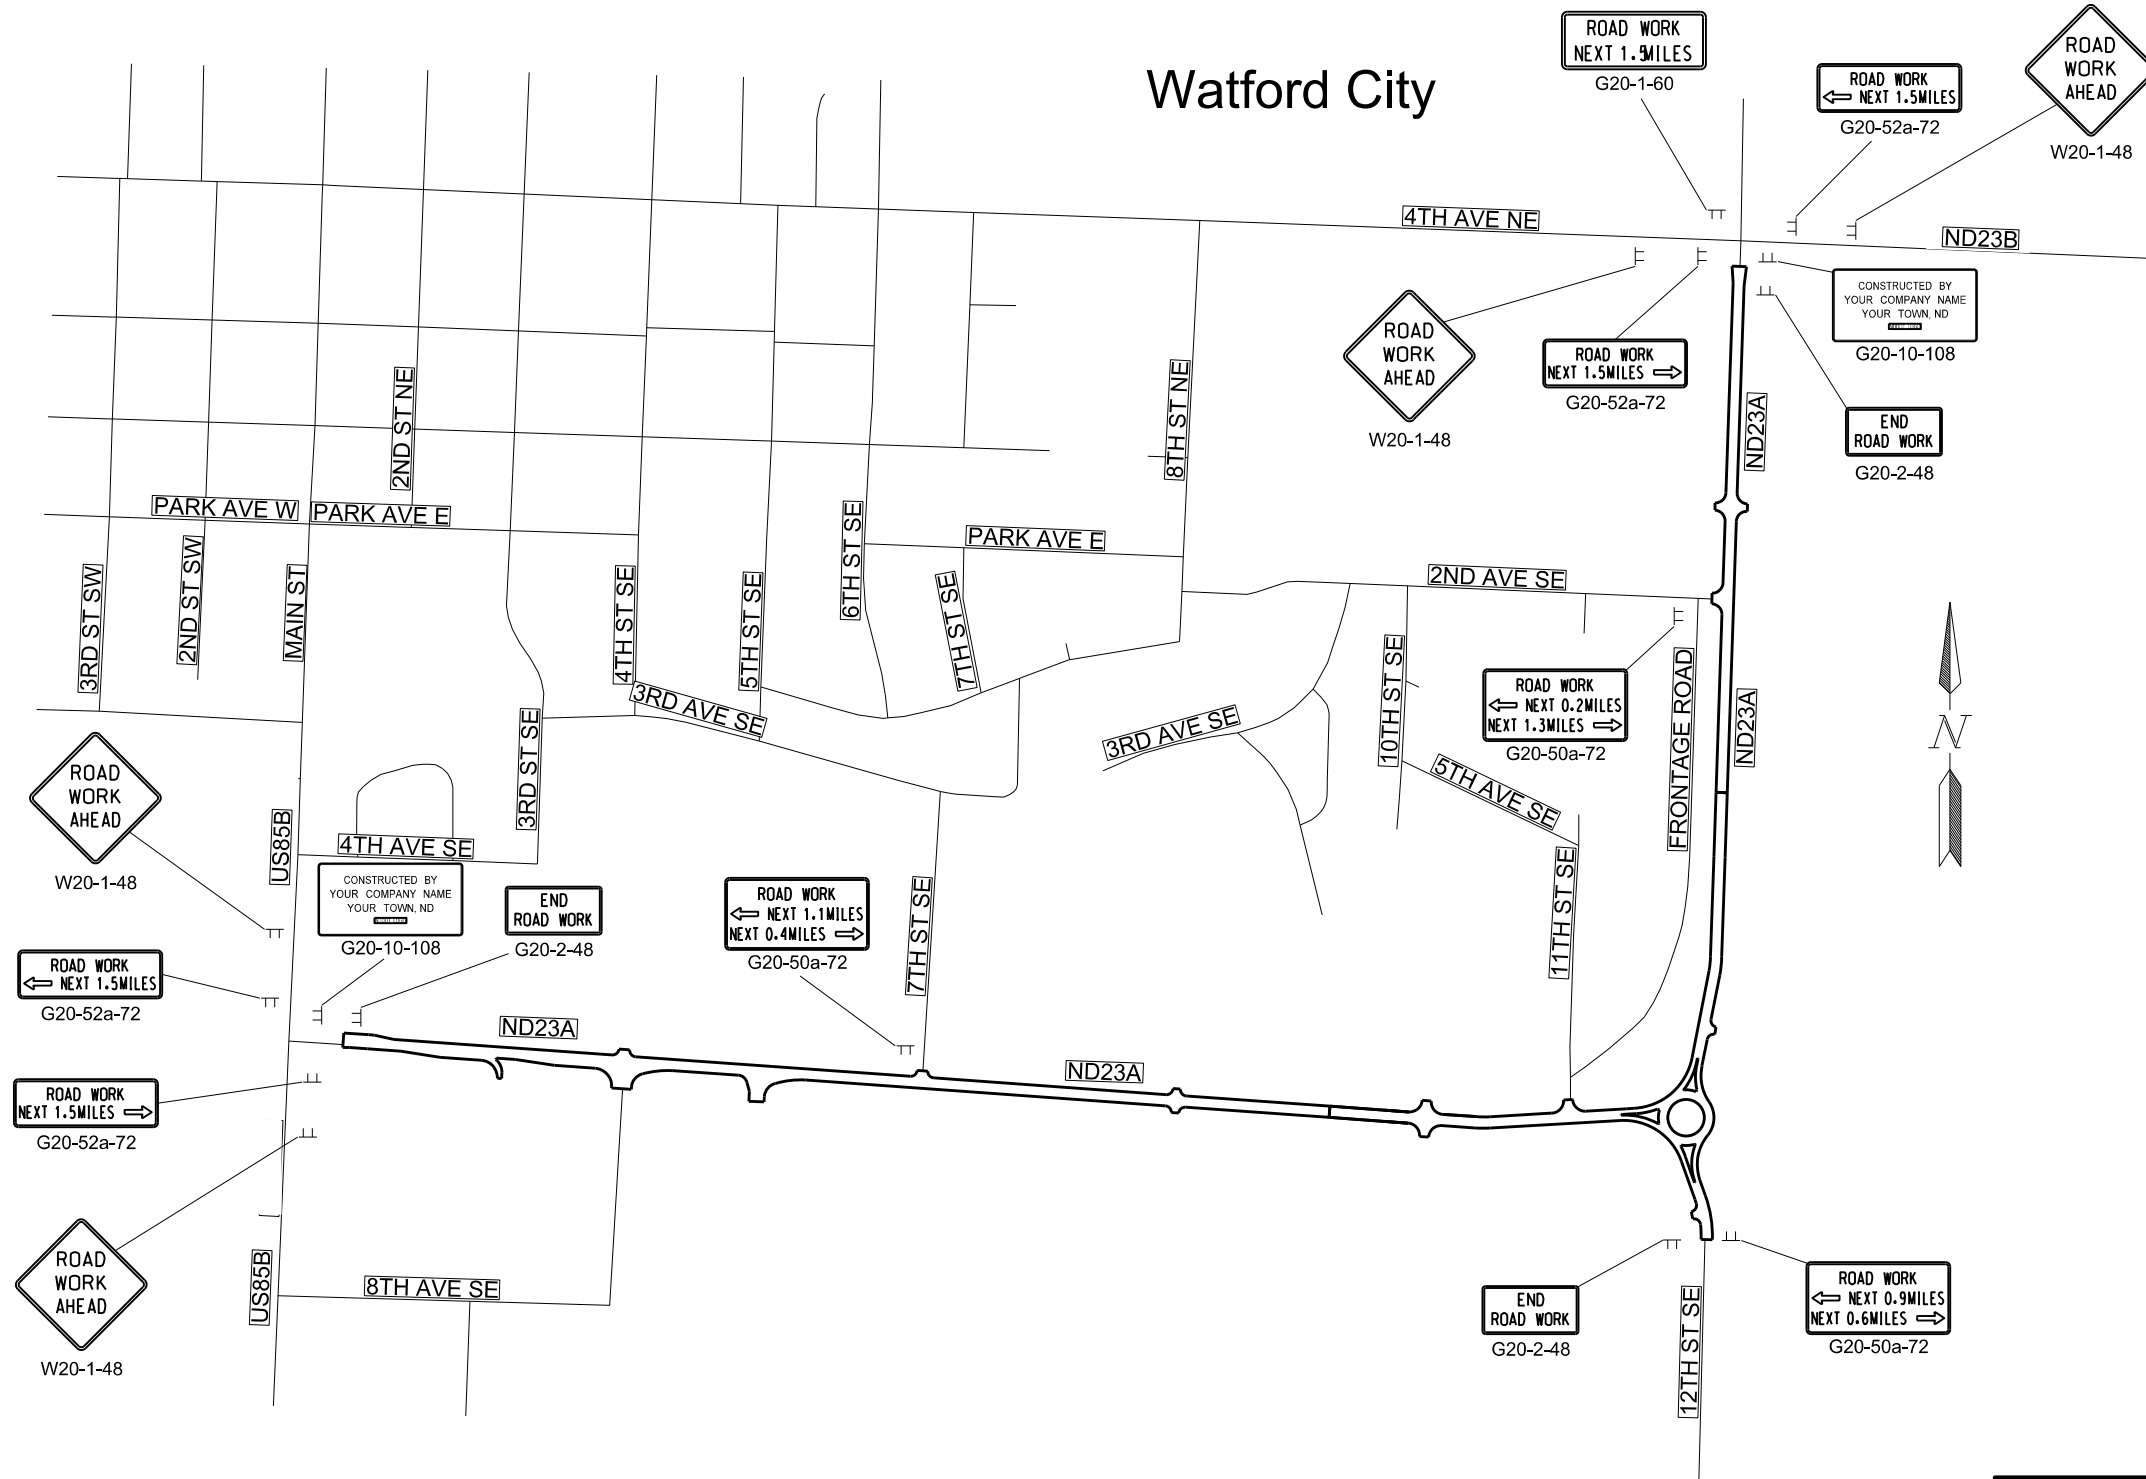 Watford City
ROAD WORK
NEXT 1.5MILES
G20-1-60
ROAD WORK
NEXT 1.5MILES
G20-52a-72
ROAD
WORK
AHEAD
W20-1-48
4TH AVE NE
ND23B
CONSTRUCTED BY
YOUR COMPANY NAME
YOUR TOWN, ND
G20-10-108
ROAD
WORK
AHEAD
W20-1-48
ROAD WORK
NEXT 1.5MILES
G20-52a-72
END
ROAD WORK
G20-2-48
ND23A
2ND ST NE
8TH ST NE
PARK AVE W
PARK AVE E
PARK AVE E
2ND AVE SE
3RD ST SW
2ND ST SW
MAIN ST
4TH ST SE
5TH ST SE
6TH ST SE
7TH ST SE
10TH ST SE
FRONTAGE ROAD
ND23A
ROAD WORK
NEXT 0.2MILES
NEXT 1.3MILES
G20-50a-72
3RD AVE SE
3RD AVE SE
3RD ST SE
5TH AVE SE
N
ROAD
WORK
AHEAD
W20-1-48
US85B
4TH AVE SE
CONSTRUCTED BY
YOUR COMPANY NAME
YOUR TOWN, ND
G20-10-108
END
ROAD WORK
G20-2-48
ROAD WORK
NEXT 1.1MILES
NEXT 0.4MILES
G20-50a-72
7TH ST SE
11TH ST SE
ROAD WORK
NEXT 1.5MILES
G20-52a-72
ND23A
ND23A
ROAD WORK
NEXT 1.5MILES
G20-52a-72
ROAD
WORK
AHEAD
W20-1-48
US85B
8TH AVE SE
END
ROAD WORK
G20-2-48
12TH ST SE
ROAD WORK
NEXT 0.9MILES
NEXT 0.6MILES
G20-50a-72